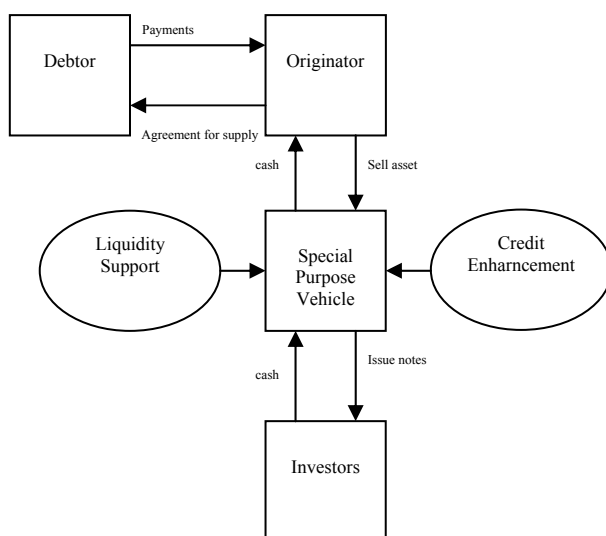 Debtor
Payments
Originator
Agreement for supply
cash
Sell asset
Liquidity
Support
Special
Purpose
Vehicle
Credit
Enharncement
cash
Issue notes
Investors